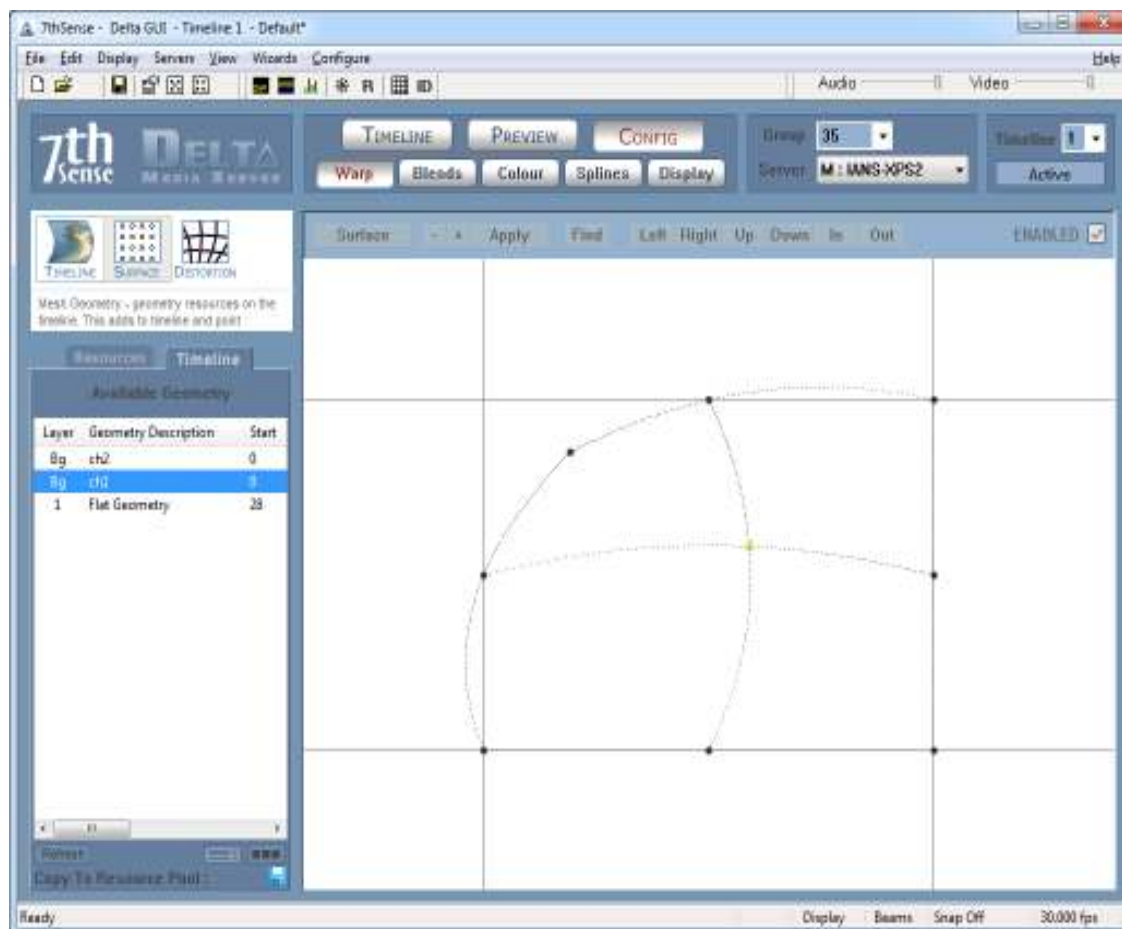 7thSense - Delta GUI - Timeline 1 - Default*
File Edit Display Servers View Wizards Configure Help
R ID Audio Video
7th Sense DELTA MEDIA SERVER
TIMELINE PREVIEW CONFIG
Warp Blends Colour Splines Display
Group 35
Server M : IANS-XPS2
Timeline 1
Active
TIMELINE SURFACE DISTORTION
Surface - + Apply Find Left Right Up Down In Out ENABLED
Mesh Geometry - geometry resources on the
timeline. This adds to timeline and point
Resources Timeline
Available Geometry
Layer Geometry Description Start
Bg ch2 0
Bg 0
1 Flat Geometry 28
Copy To Resource Pool :
Ready Display Beams Snap Off 30.000 fps